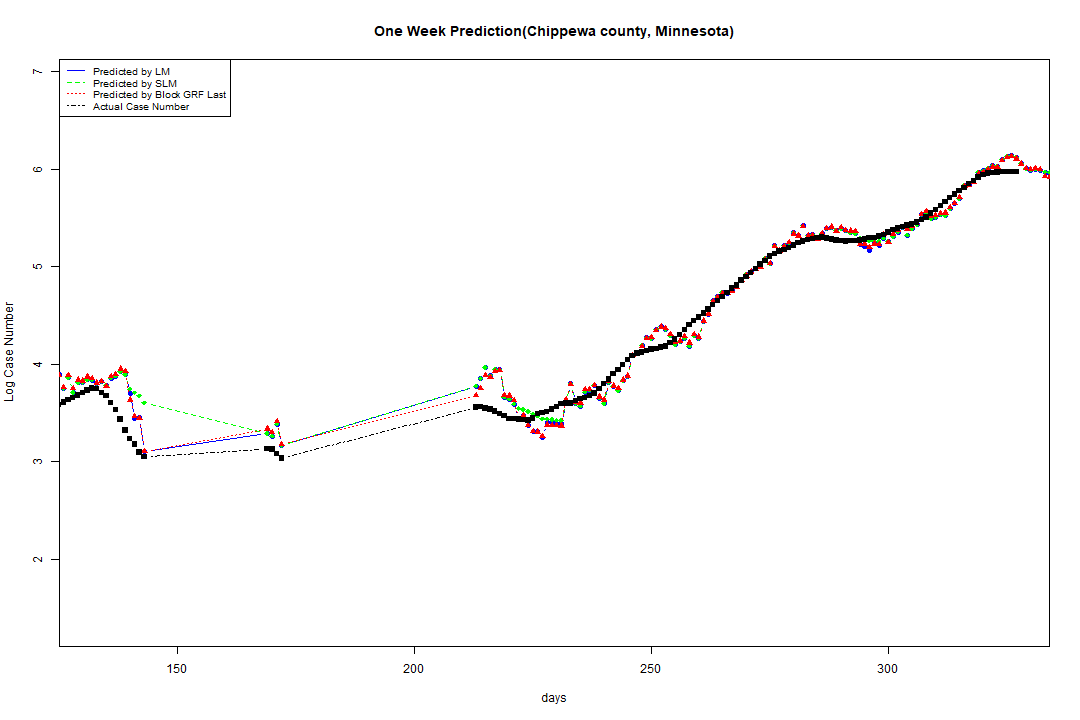 One Week Prediction(Chippewa county, Minnesota)
Predicted by LM
Predicted by SLM
Predicted by Block GRF Last
Actual Case Number
7
6
5
4
3
2
Log Case Number
150 200 250 300
days